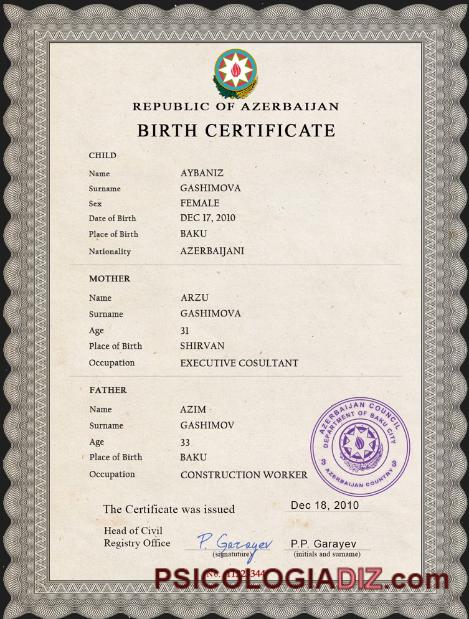 REPUBLIC OF AZERBAIJAN
BIRTH CERTIFICATE
CHILD
Name AYBANIZ
Surname GASHIMOVA
Sex FEMALE
Date of Birth DEC 17, 2010
Place of Birth BAKU
Nationality AZERBAIJANI
MOTHER
Name ARZU
Surname GASHIMOVA
Age 31
Place of Birth SHIRVAN
Occupation EXECUTIVE COSULTANT
FATHER
Name AZIM
Surname GASHIMOV
Age 33
Place of Birth BAKU
Occupation CONSTRUCTION WORKER
AZERBAIJAN COUNCIL
DEPARTMENT OF BAKU CITY
AZERBAIJAN COUNTRY
The Certificate was issued Dec 18, 2010
Head of Civil
Registry Office P. Garayev P.P. Garayev
(signatuture) (initials and surname)
PSICOLOGIADIZ.com